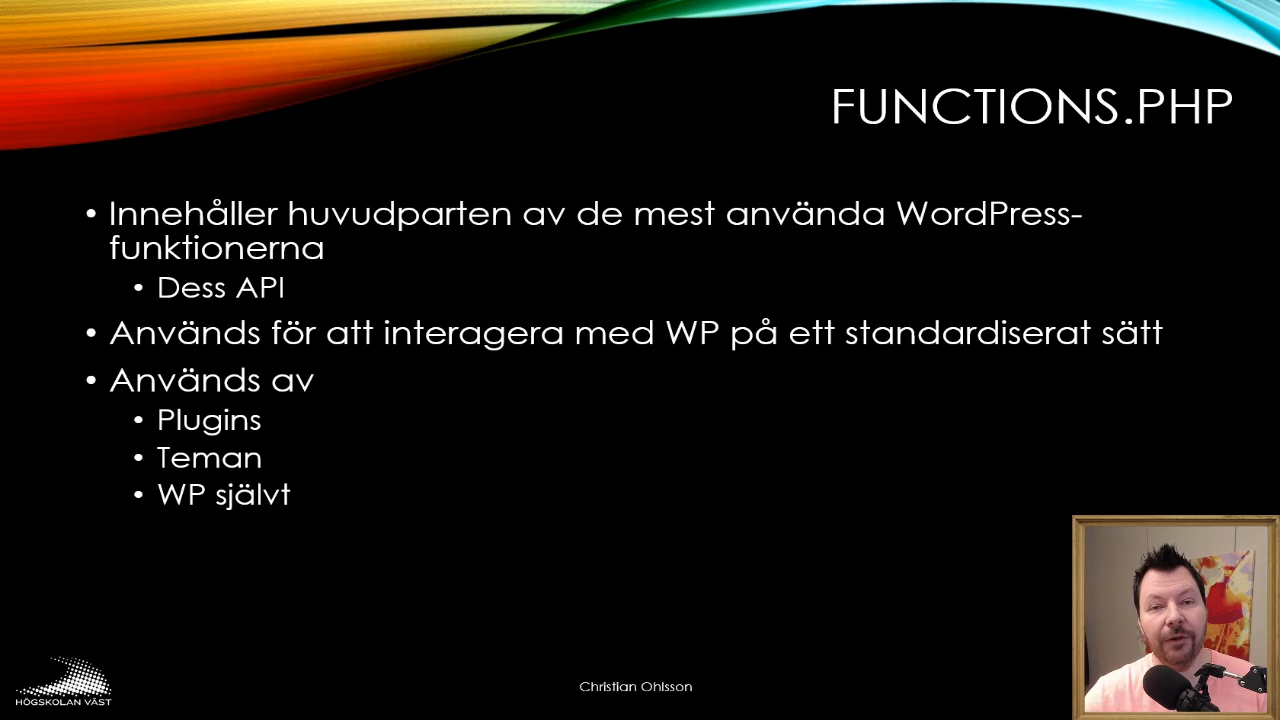 FUNCTIONS.PHP
• Innehåller huvudparten av de mest använda WordPress-
funktionerna
• Dess API
• Används för att interagera med WP på ett standardiserat sätt
• Används av
• Plugins
• Teman
• WP självt
HÖGSKOLAN VÄST
Christian Ohlsson